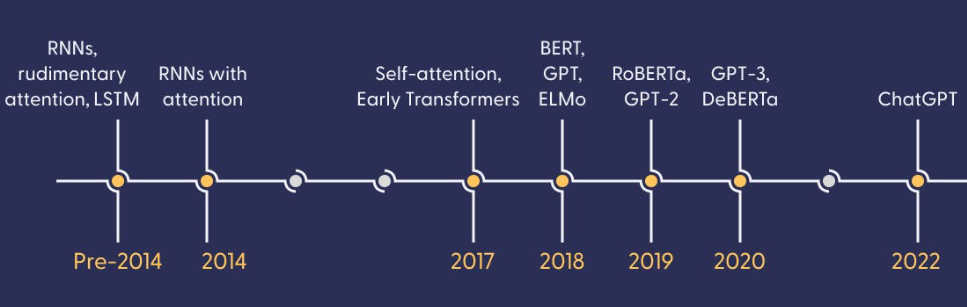 RNNs,
rudimentary
attention, LSTM
RNNs with
attention
Self-attention,
Early Transformers
BERT,
GPT,
ELMo
RoBERTa,
GPT-2
GPT-3,
DeBERTa
ChatGPT
Pre-2014
2014
2017
2018
2019
2020
2022